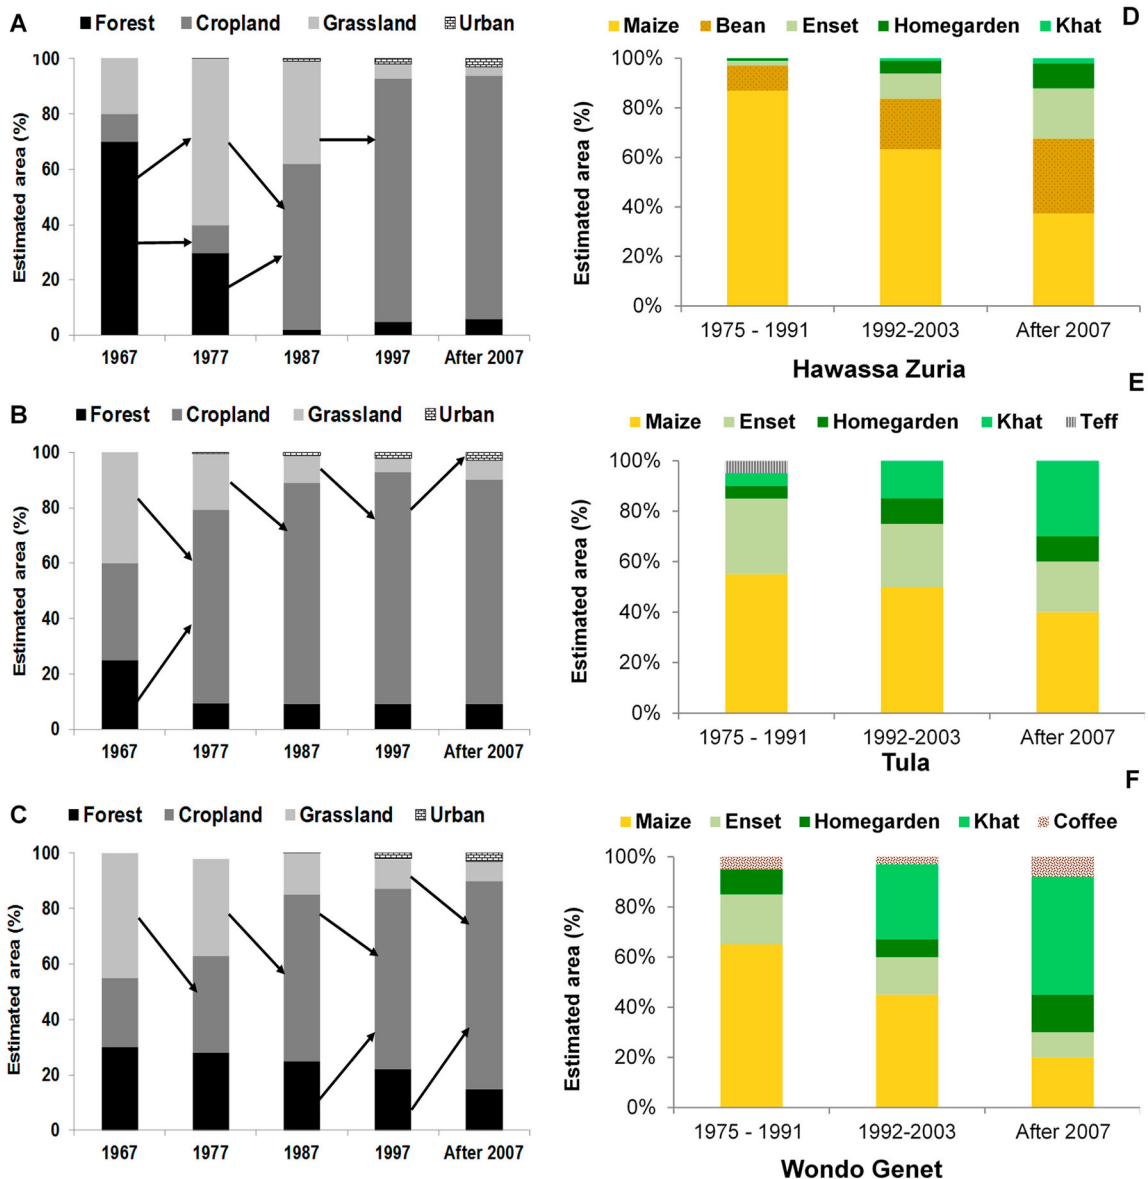 A
Forest Cropland Grassland Urban
Estimated area (%)
100
80
60
40
20
0
1967 1977 1987 1997 After 2007
D
Maize Bean Enset Homegarden Khat
Estimated area (%)
100%
80%
60%
40%
20%
0%
1975 - 1991 1992-2003 After 2007
Hawassa Zuria
B
Forest Cropland Grassland Urban
Estimated area (%)
100
80
60
40
20
0
1967 1977 1987 1997 After 2007
E
Maize Enset Homegarden Khat Teff
Estimated area (%)
100%
80%
60%
40%
20%
0%
1975 - 1991 1992-2003 After 2007
Tula
C
Forest Cropland Grassland Urban
Estimated area (%)
100
80
60
40
20
0
1967 1977 1987 1997 After 2007
F
Maize Enset Homegarden Khat Coffee
Estimated area (%)
100%
80%
60%
40%
20%
0%
1975 - 1991 1992-2003 After 2007
Wondo Genet